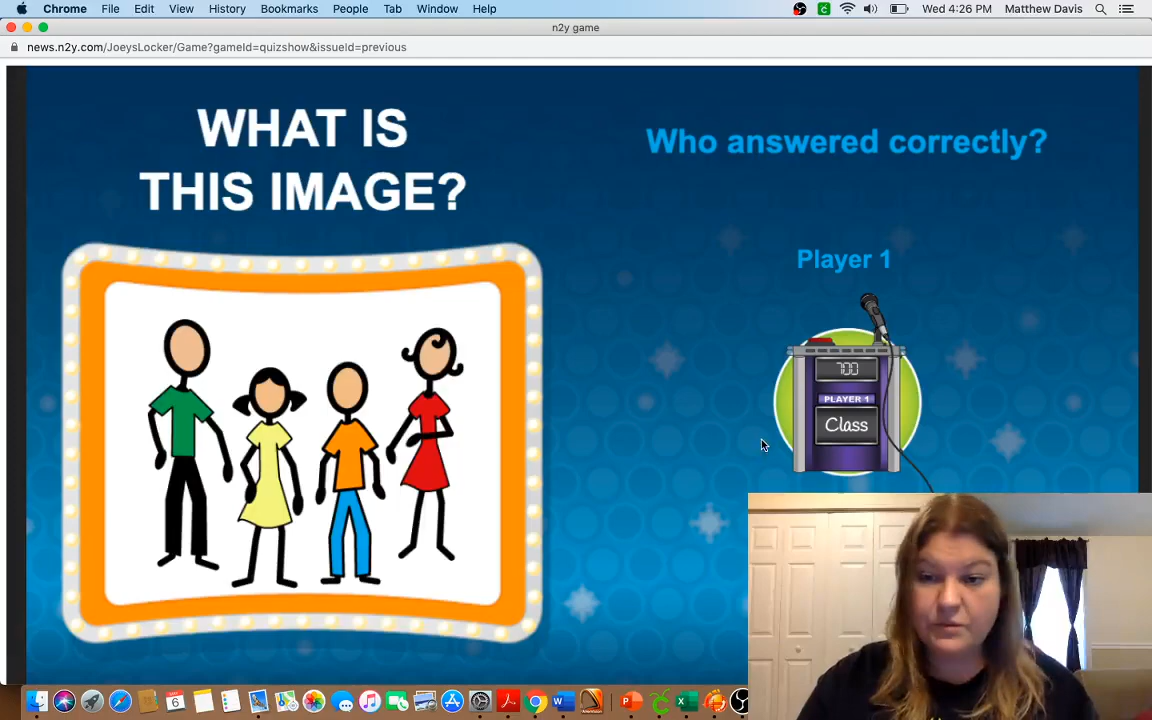 Chrome File Edit View History Bookmarks People Tab Window Help Wed 4:26 PM Matthew Davis
n2y game
news.n2y.com/JoeysLocker/Game?gameId=quizshow&issueId=previous
WHAT IS
THIS IMAGE?
Who answered correctly?
Player 1
700
PLAYER 1
Class